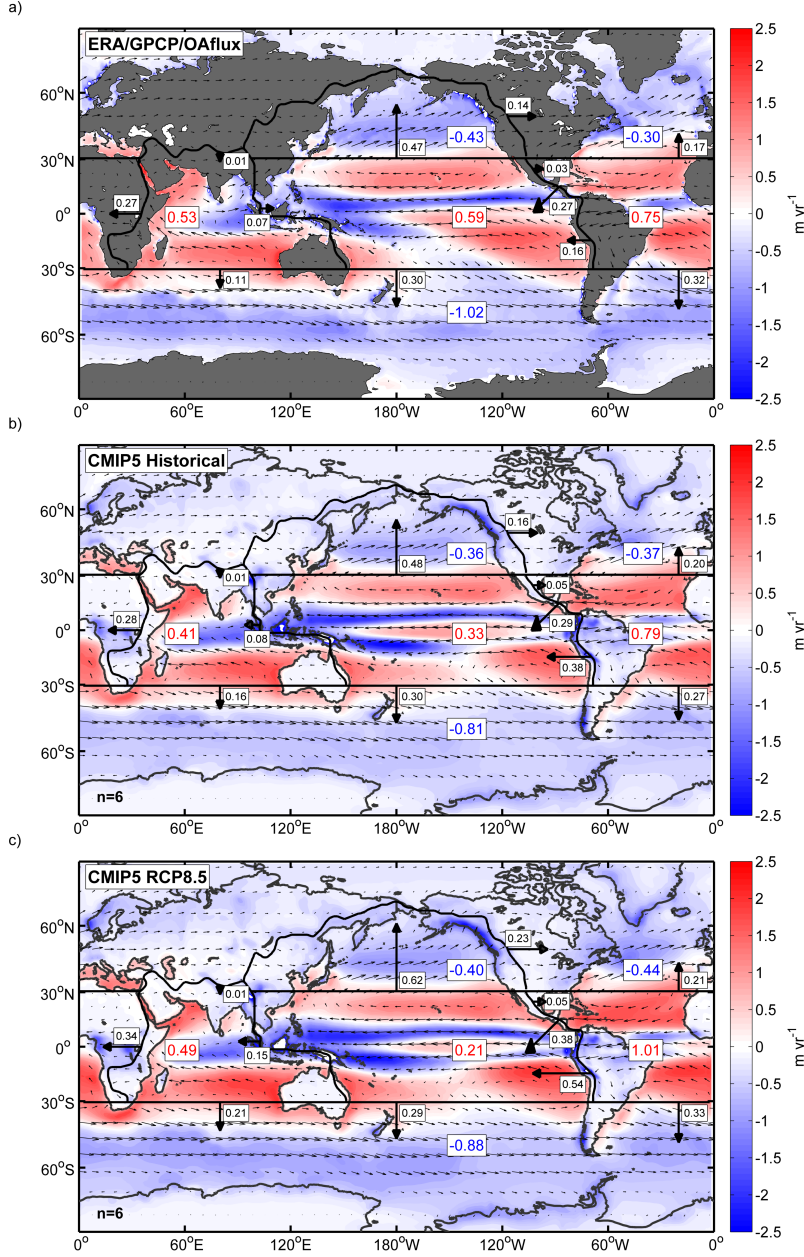 a)
ERA/GPCP/OAflux
2.5
2
1.5
1
0.5
0
-0.5
-1
-1.5
-2
-2.5
m yr⁻¹
60°N
30°N
0°
30°S
60°S
0.14
-0.43
-0.30
0.47
0.17
0.01
0.03
0.27
0.53
0.07
0.59
0.27
0.75
0.16
0.11
0.30
0.32
-1.02
0°
60°E
120°E
180°W
120°W
60°W
0°
b)
CMIP5 Historical
2.5
2
1.5
1
0.5
0
-0.5
-1
-1.5
-2
-2.5
m yr⁻¹
60°N
30°N
0°
30°S
60°S
0.16
-0.36
-0.37
0.48
0.20
0.01
0.05
0.28
0.41
0.08
0.33
0.29
0.79
0.38
0.16
0.30
0.27
-0.81
n=6
0°
60°E
120°E
180°W
120°W
60°W
0°
c)
CMIP5 RCP8.5
2.5
2
1.5
1
0.5
0
-0.5
-1
-1.5
-2
-2.5
m yr⁻¹
60°N
30°N
0°
30°S
60°S
0.23
-0.40
-0.44
0.62
0.21
0.01
0.05
0.34
0.49
0.15
0.21
0.38
1.01
0.54
0.21
0.29
0.33
-0.88
n=6
0°
60°E
120°E
180°W
120°W
60°W
0°